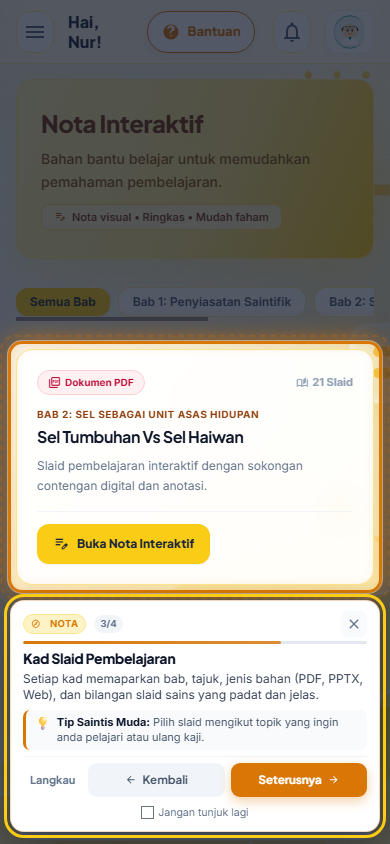 Hai,
Nur!
Bantuan
Nota Interaktif
Bahan bantu belajar untuk memudahkan
pemahaman pembelajaran.
Nota visual • Ringkas • Mudah faham
Semua Bab
Bab 1: Penyiasatan Saintifik
Bab 2: S
Dokumen PDF
21 Slaid
BAB 2: SEL SEBAGAI UNIT ASAS HIDUPAN
Sel Tumbuhan Vs Sel Haiwan
Slaid pembelajaran interaktif dengan sokongan
contengan digital dan anotasi.
Buka Nota Interaktif
NOTA
3/4
Kad Slaid Pembelajaran
Setiap kad memaparkan bab, tajuk, jenis bahan (PDF, PPTX,
Web), dan bilangan slaid sains yang padat dan jelas.
Tip Saintis Muda: Pilih slaid mengikut topik yang ingin
anda pelajari atau ulang kaji.
Langkau
← Kembali
Seterusnya →
Jangan tunjuk lagi